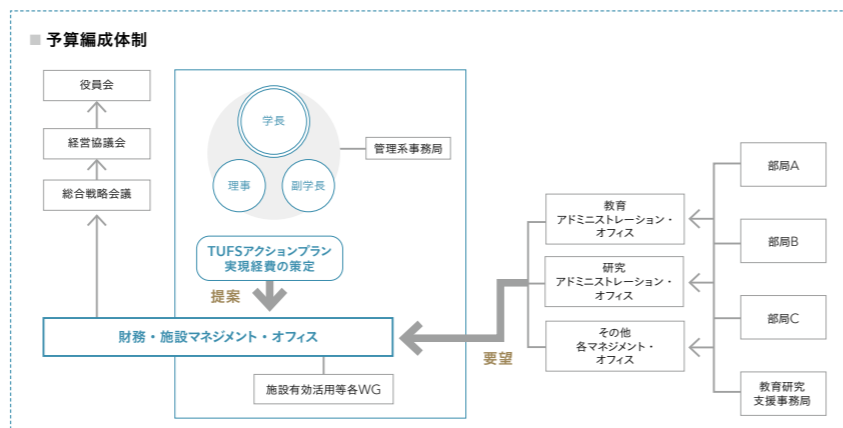 ■ 予算編成体制
役員会
経営協議会
総合戦略会議
学長
理事
副学長
管理系事務局
TUFSアクションプラン
実現経費の策定
提案
財務・施設マネジメント・オフィス
施設有効活用等各WG
要望
教育
アドミニストレーション・
オフィス
研究
アドミニストレーション・
オフィス
その他
各マネジメント・
オフィス
部局A
部局B
部局C
教育研究
支援事務局